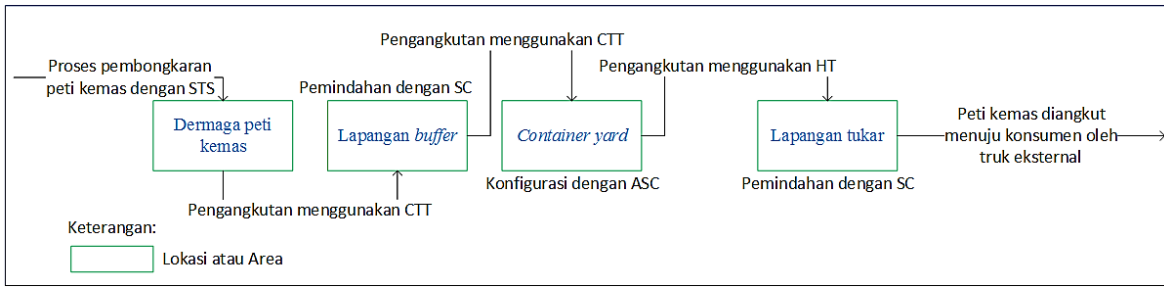 Proses pembongkaran
peti kemas dengan STS
Dermaga peti
kemas
Pengangkutan menggunakan CTT
Pemindahan dengan SC
Lapangan buffer
Pengangkutan menggunakan CTT
Container yard
Konfigurasi dengan ASC
Pengangkutan menggunakan HT
Lapangan tukar
Pemindahan dengan SC
Peti kemas diangkut
menuju konsumen oleh
truk eksternal
Keterangan:
Lokasi atau Area